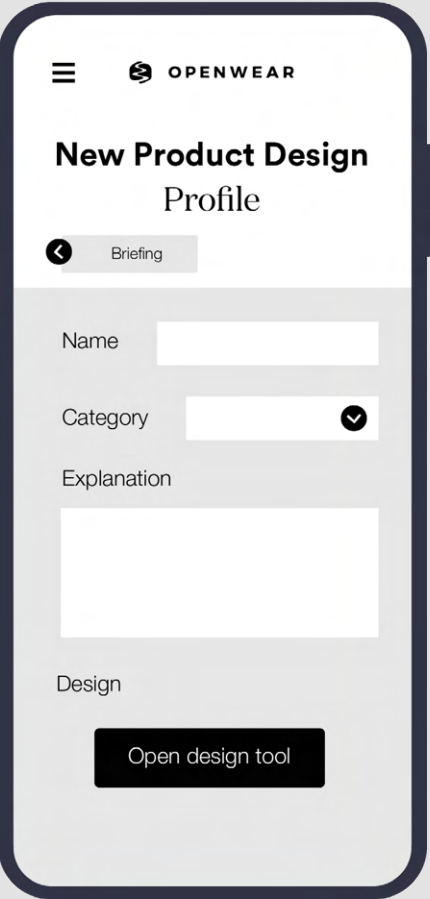 OPENWEAR
New Product Design
Profile
Briefing
Name
Category
Explanation
Design
Open design tool